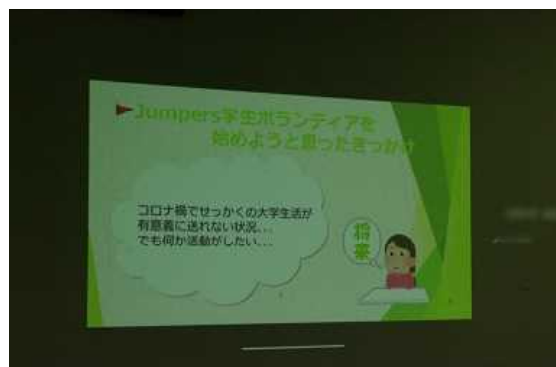 Jumpers学生ボランティアを
始めようと思ったきっかけ
コロナ禍でせっかくの大学生活が
有意義に送れない状況...
でも何か活動がしたい...
将
来